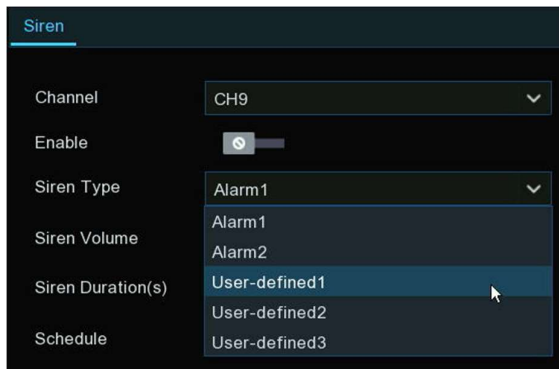 Siren
Channel CH9
Enable
Siren Type Alarm1
Alarm1
Siren Volume
Alarm2
Siren Duration(s) User-defined1
User-defined2
Schedule
User-defined3